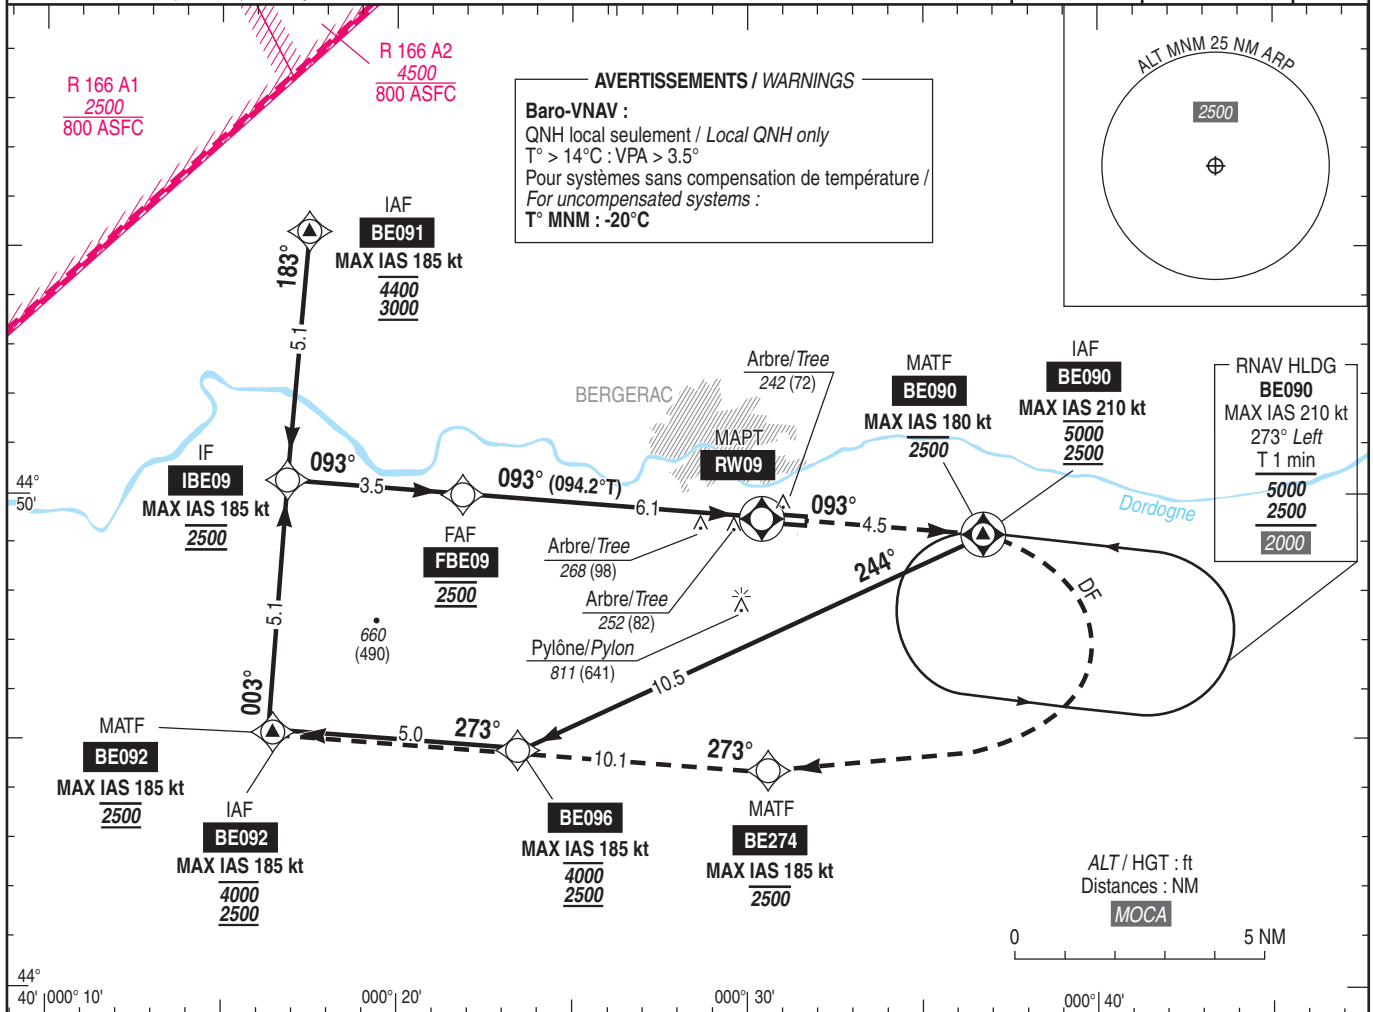 R 166 A1
2500
800 ASFC
R 166 A2
4500
800 ASFC
AVERTISSEMENTS / WARNINGS
Baro-VNAV :
QNH local seulement / Local QNH only
T° > 14°C : VPA > 3.5°
Pour systèmes sans compensation de température /
For uncompensated systems :
T° MNM : -20°C
ALT MNM 25 NM ARP
2500
IAF
BE091
MAX IAS 185 kt
4400
3000
183°
5.1
IF
IBE09
MAX IAS 185 kt
2500
093°
3.5
FAF
FBE09
2500
093° (094.2°T)
6.1
BERGERAC
MAPT
RW09
Arbre/Tree
242 (72)
Arbre/Tree
268 (98)
Arbre/Tree
252 (82)
Pylône/Pylon
811 (641)
660
(490)
093°
4.5
MATF
BE090
MAX IAS 180 kt
2500
IAF
BE090
MAX IAS 210 kt
5000
2500
RNAV HLDG
BE090
MAX IAS 210 kt
273° Left
T 1 min
5000
2500
2000
Dordogne
DF
244°
10.5
5.1
003°
MATF
BE092
MAX IAS 185 kt
2500
IAF
BE092
MAX IAS 185 kt
4000
2500
5.0
273°
10.1
273°
BE096
MAX IAS 185 kt
4000
2500
MATF
BE274
MAX IAS 185 kt
2500
ALT / HGT : ft
Distances : NM
MOCA
0 5 NM
44°
50'
44°
40'
000° 10'
000° 20'
000° 30'
000° 40'